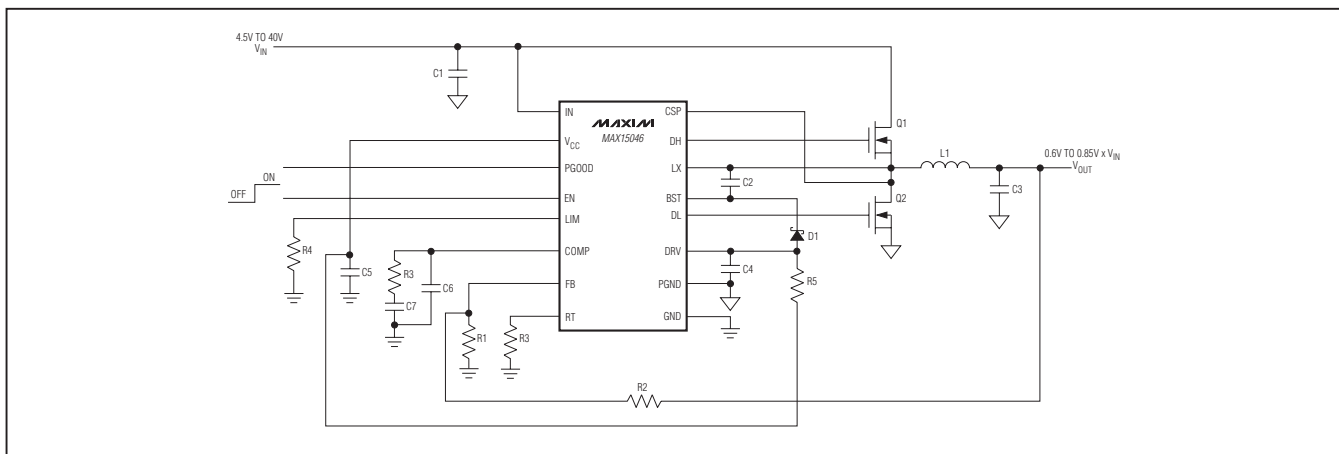 4.5V TO 40V
VIN
C1
IN
CSP
MAXIM
MAX15046
Q1
VCC
DH
0.6V TO 0.85V x VIN
VOUT
L1
PGOOD
LX
ON
OFF
C2
C3
EN
BST
Q2
LIM
DL
D1
R4
COMP
DRV
C5
R3
C6
C4
R5
FB
PGND
C7
RT
GND
R1
R3
R2